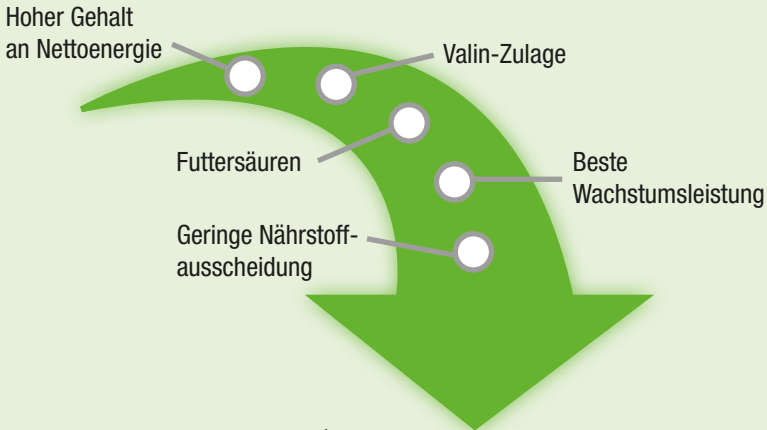 Hoher Gehalt
an Nettoenergie
Valin-Zulage
Futtersäuren
Beste
Wachstumsleistung
Geringe Nährstoff-
ausscheidung